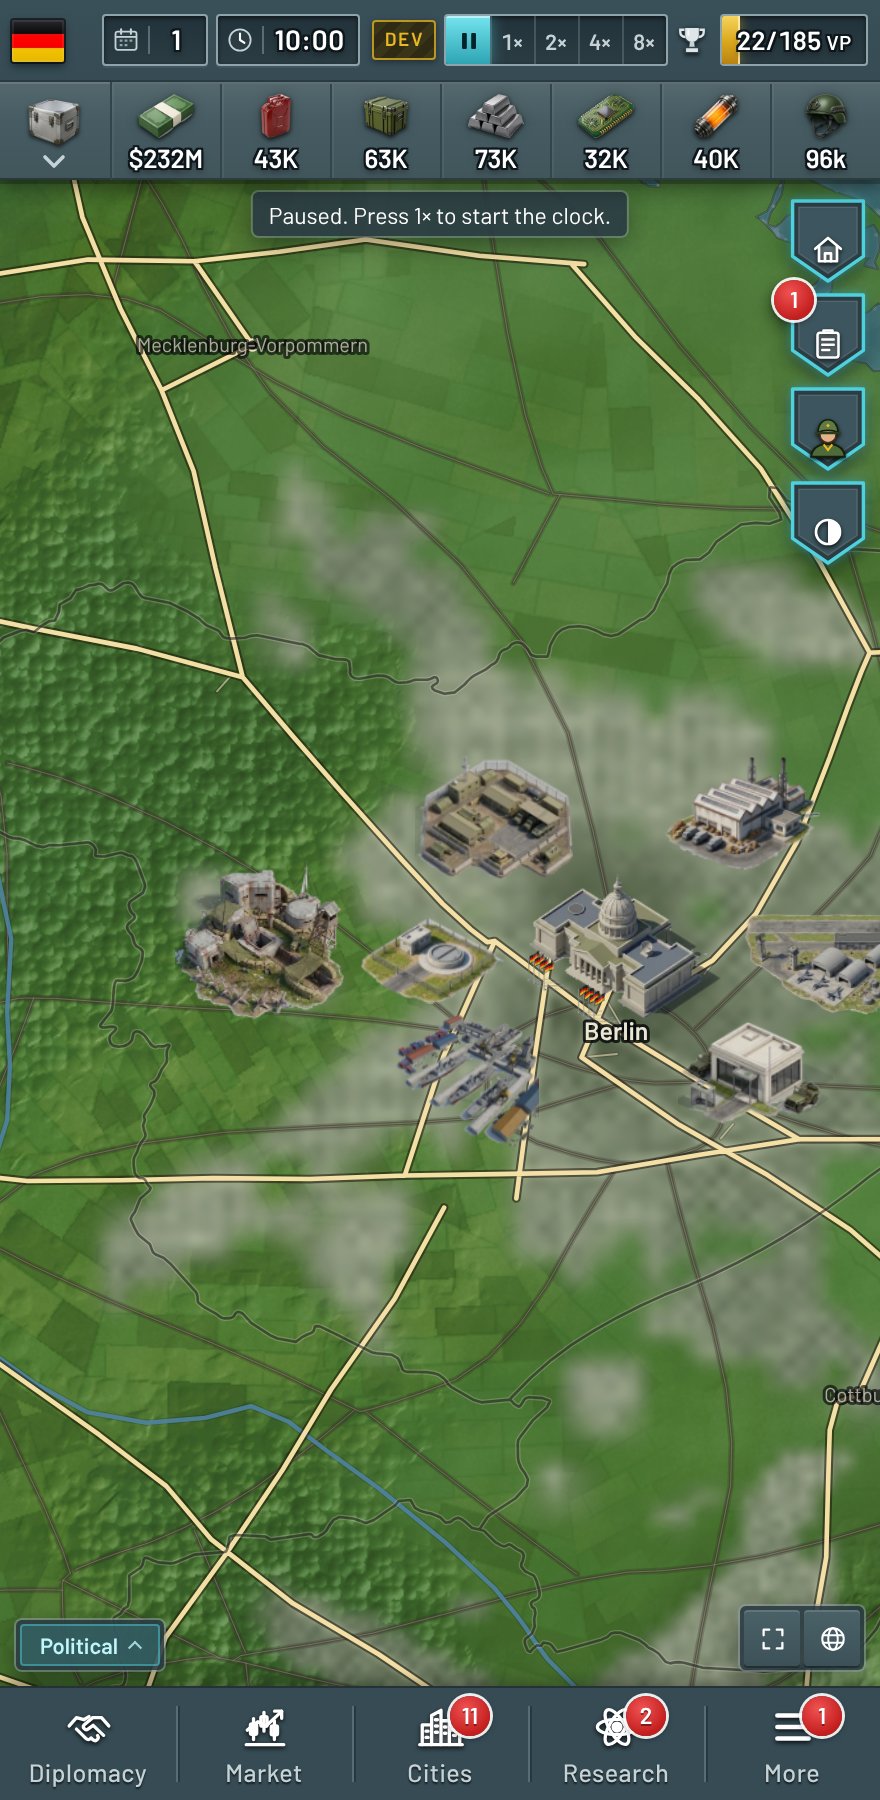 1
10:00
DEV
1×
2×
4×
8×
22/185 VP
$232M
43K
63K
73K
32K
40K
96k
Paused. Press 1× to start the clock.
1
Mecklenburg-Vorpommern
Berlin
Cottbu
Political
Diplomacy
Market
11
Cities
2
Research
1
More